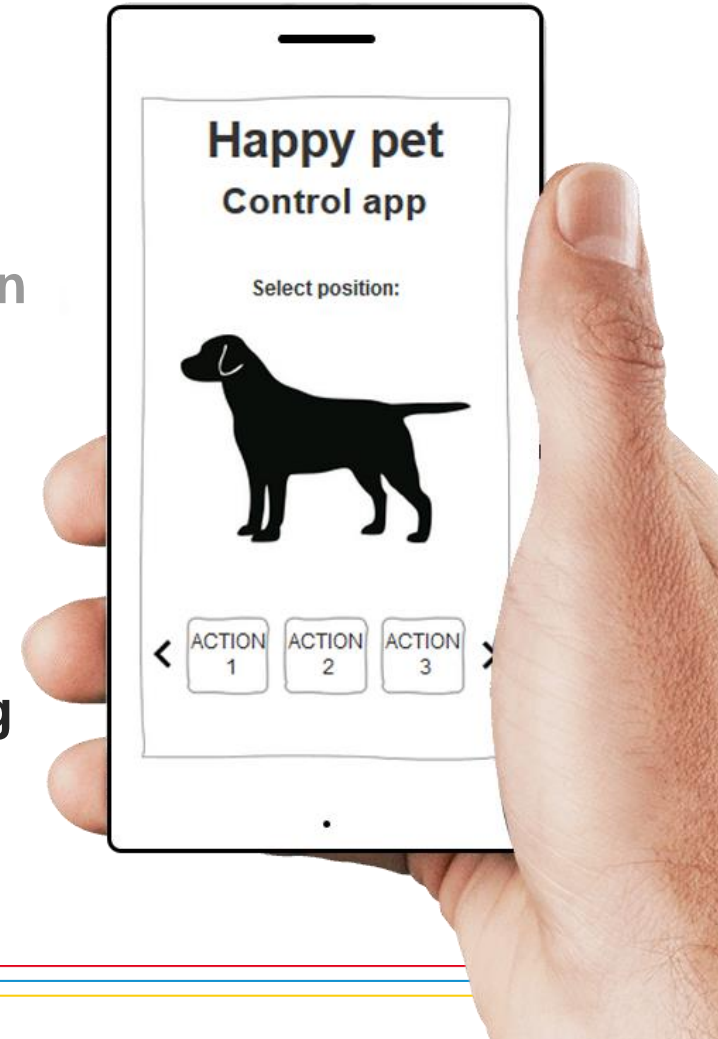 Happy pet
Control app
n
Select position:
ACTION
1
ACTION
2
ACTION
3
g